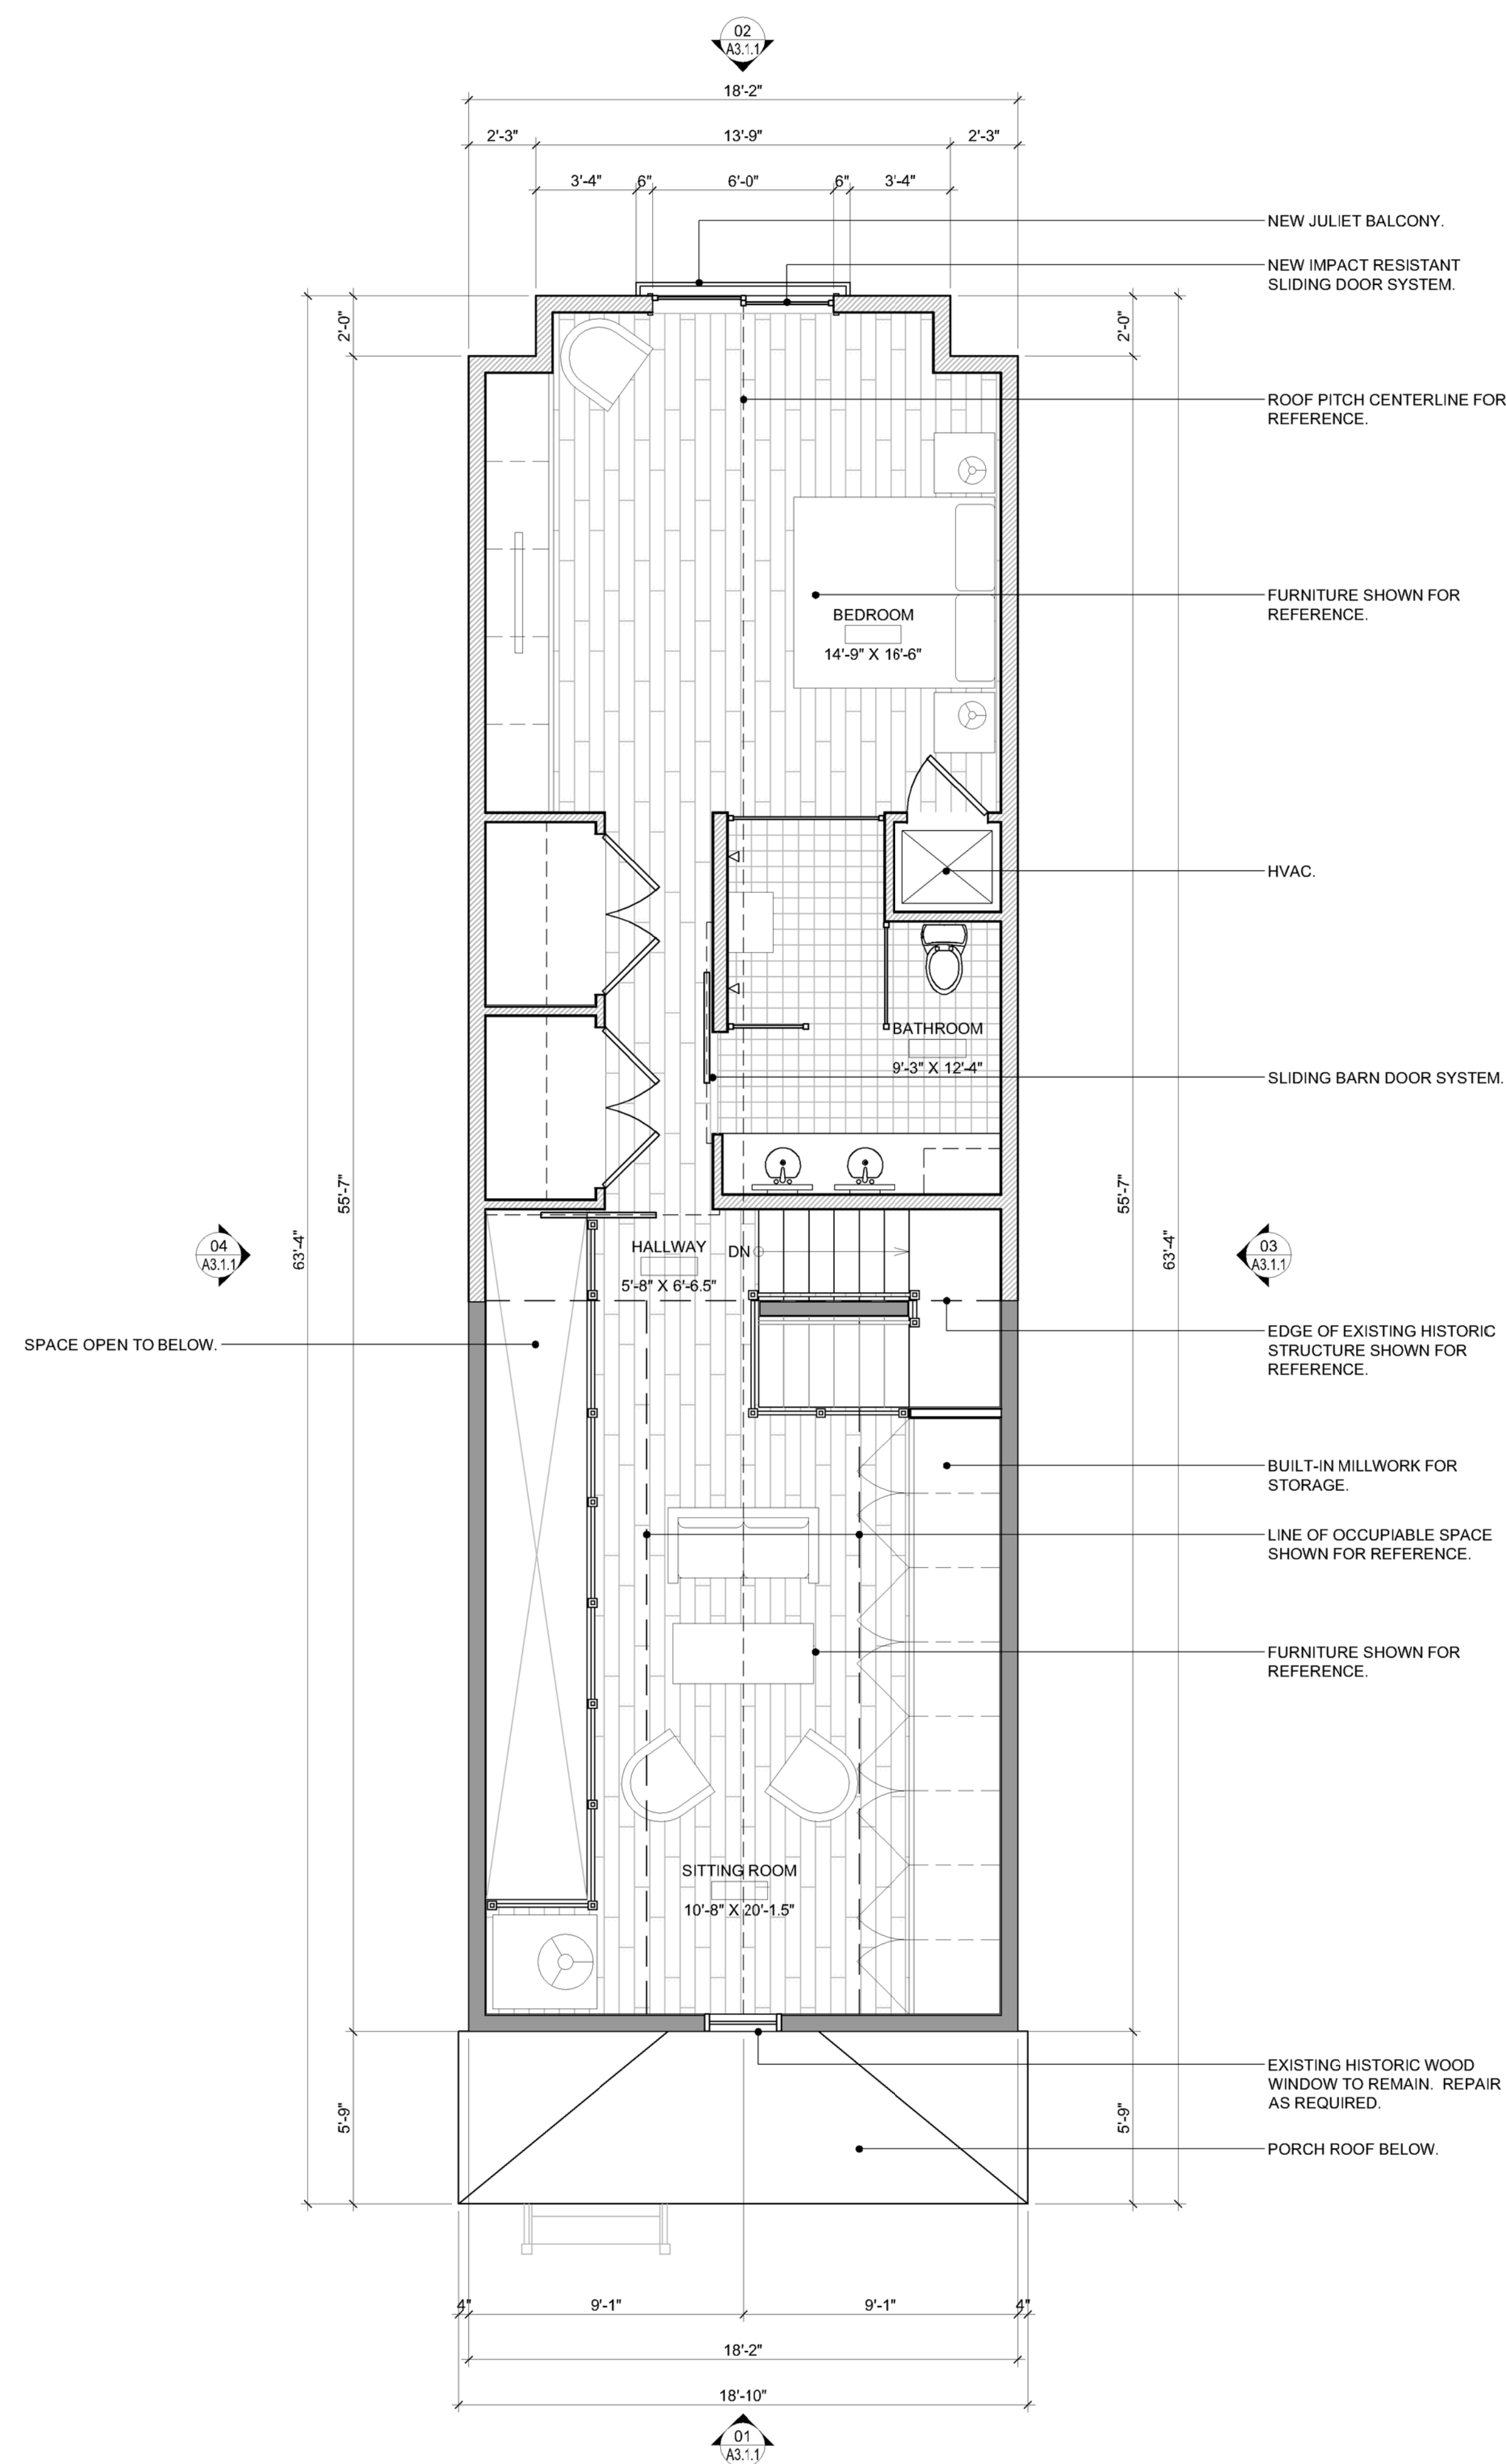 02
A3.1.1
18'-2"
2'-3"
13'-9"
2'-3"
3'-4"
6"
6'-0"
6"
3'-4"
NEW JULIET BALCONY.
NEW IMPACT RESISTANT
SLIDING DOOR SYSTEM.
2'-0"
2'-0"
ROOF PITCH CENTERLINE FOR
REFERENCE.
FURNITURE SHOWN FOR
REFERENCE.
BEDROOM
14'-9" X 16'-6"
HVAC.
BATHROOM
9'-3" X 12'-4"
SLIDING BARN DOOR SYSTEM.
55'-7"
55'-7"
63'-4"
63'-4"
04
A3.1.1
03
A3.1.1
HALLWAY
5'-8" X 6'-6.5"
DN
SPACE OPEN TO BELOW.
EDGE OF EXISTING HISTORIC
STRUCTURE SHOWN FOR
REFERENCE.
BUILT-IN MILLWORK FOR
STORAGE.
LINE OF OCCUPIABLE SPACE
SHOWN FOR REFERENCE.
FURNITURE SHOWN FOR
REFERENCE.
SITTING ROOM
10'-8" X 20'-1.5"
EXISTING HISTORIC WOOD
WINDOW TO REMAIN. REPAIR
AS REQUIRED.
5'-9"
5'-9"
PORCH ROOF BELOW.
4"
9'-1"
9'-1"
4"
18'-2"
18'-10"
01
A3.1.1